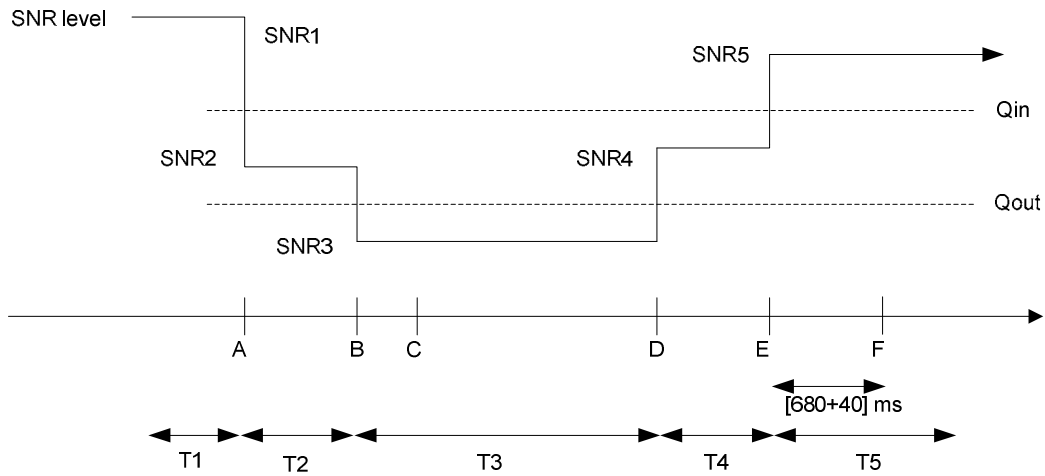 SNR level
SNR1
SNR5
Qin
SNR2
SNR4
Qout
SNR3
A B C D E F
[680+40] ms
T1 T2 T3 T4 T5